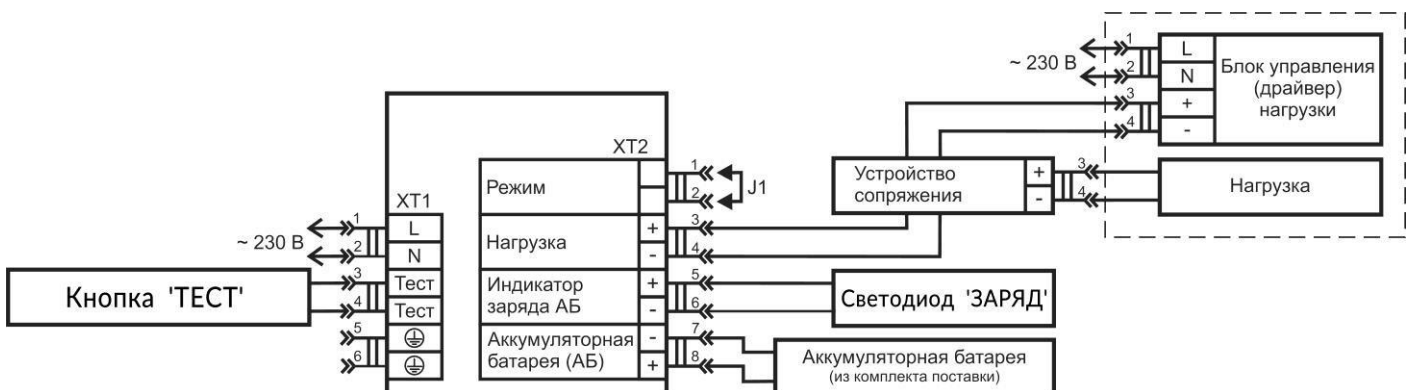 ~ 230 В
1
2
3
4
L
N
+
-
Блок управления
(драйвер)
нагрузки
Устройство
сопряжения
+
-
3
4
Нагрузка
XT1
~ 230 В
1
2
3
4
5
6
L
N
Тест
Тест
Кнопка 'ТЕСТ'
XT2
Режим
1
2
J1
Нагрузка
+
-
3
4
Индикатор
заряда АБ
+
-
5
6
Светодиод 'ЗАРЯД'
Аккумуляторная
батарея (АБ)
-
+
7
8
Аккумуляторная батарея
(из комплекта поставки)